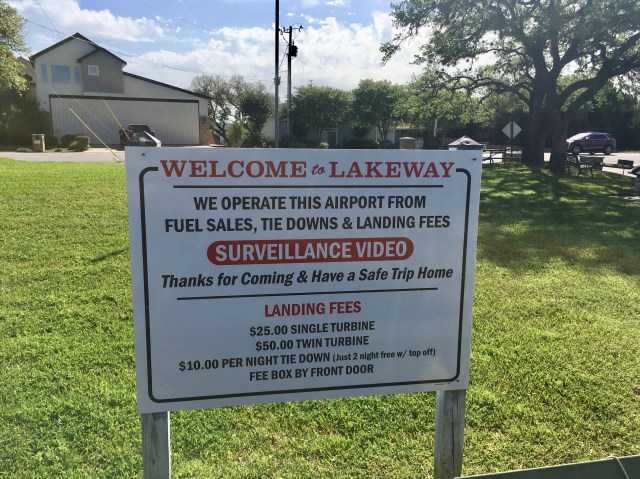 WELCOME to LAKEWAY
WE OPERATE THIS AIRPORT FROM
FUEL SALES, TIE DOWNS & LANDING FEES
SURVEILLANCE VIDEO
Thanks for Coming & Have a Safe Trip Home
LANDING FEES
$25.00 SINGLE TURBINE
$50.00 TWIN TURBINE
$10.00 PER NIGHT TIE DOWN (Just 2 night free w/ top off)
FEE BOX BY FRONT DOOR